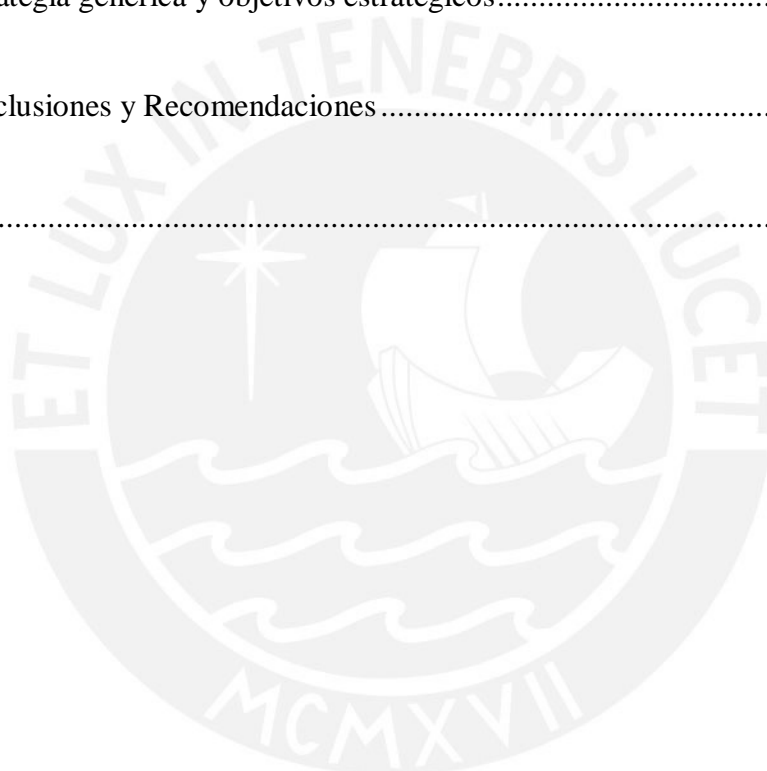 ategia genérica y objetivos estratégicos............................................
clusiones y Recomendaciones................................................................
..........................................................................................................................
ET LUX IN TENEBRIS LUCET
MCMXVII